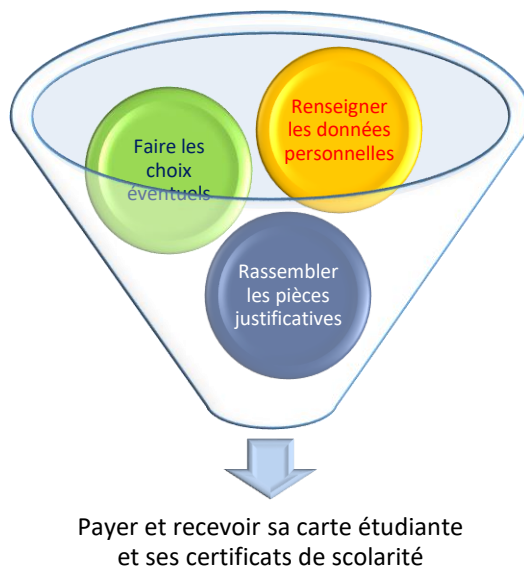 Renseigner
les données
personnelles
Faire les
choix
éventuels
Rassembler
les pièces
justificatives
Payer et recevoir sa carte étudiante
et ses certificats de scolarité